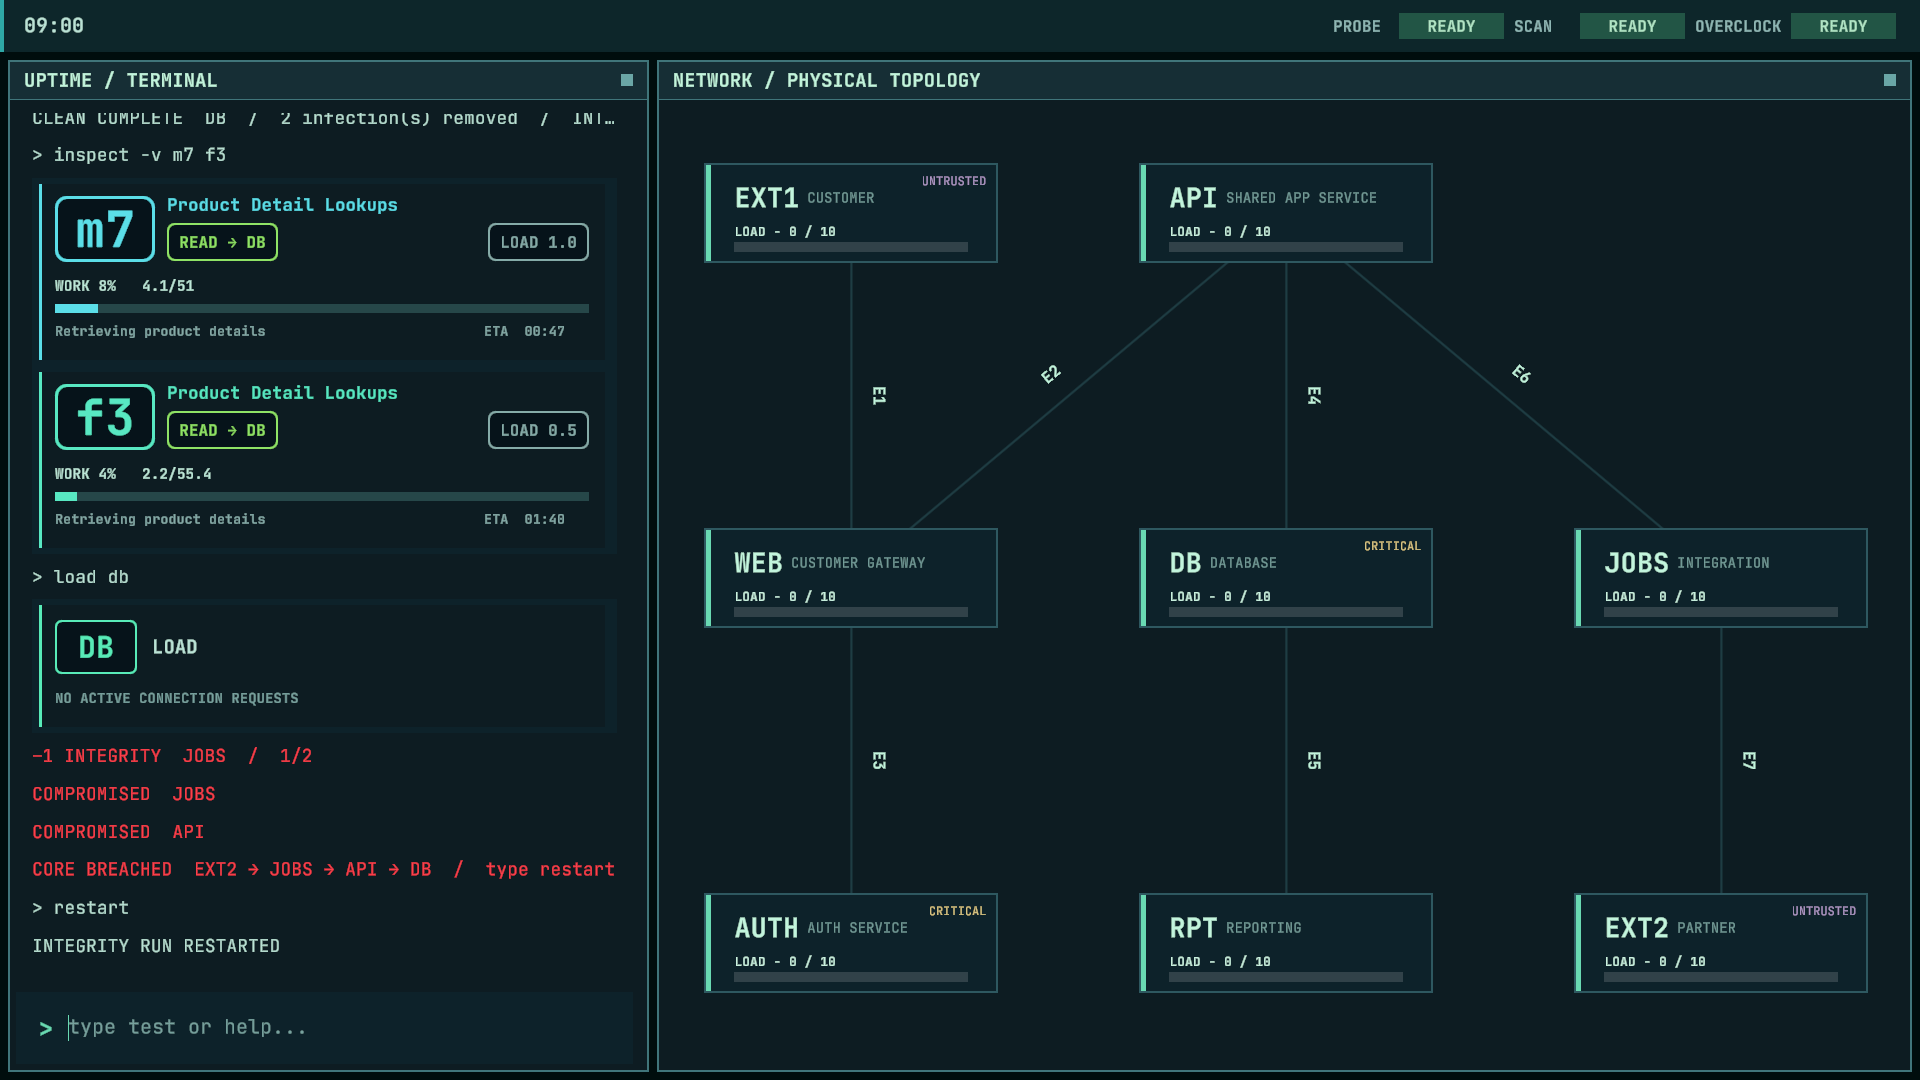 09:00
PROBE READY SCAN READY OVERCLOCK READY
UPTIME / TERMINAL
CLEAN COMPLETE DB / 2 infection(s) removed / INT…
> inspect -v m7 f3
m7 Product Detail Lookups
READ → DB LOAD 1.0
WORK 8% 4.1/51
Retrieving product details ETA 00:47
f3 Product Detail Lookups
READ → DB LOAD 0.5
WORK 4% 2.2/55.4
Retrieving product details ETA 01:40
> load db
DB LOAD
NO ACTIVE CONNECTION REQUESTS
-1 INTEGRITY JOBS / 1/2
COMPROMISED JOBS
COMPROMISED API
CORE BREACHED EXT2 → JOBS → API → DB / type restart
> restart
INTEGRITY RUN RESTARTED
> type test or help...
NETWORK / PHYSICAL TOPOLOGY
UNTRUSTED
EXT1 CUSTOMER
LOAD - 0 / 10
API SHARED APP SERVICE
LOAD - 0 / 10
E1
E2
E4
E6
WEB CUSTOMER GATEWAY
LOAD - 0 / 10
CRITICAL
DB DATABASE
LOAD - 0 / 10
JOBS INTEGRATION
LOAD - 0 / 10
E3
E5
E7
CRITICAL
AUTH AUTH SERVICE
LOAD - 0 / 10
RPT REPORTING
LOAD - 0 / 10
UNTRUSTED
EXT2 PARTNER
LOAD - 0 / 10